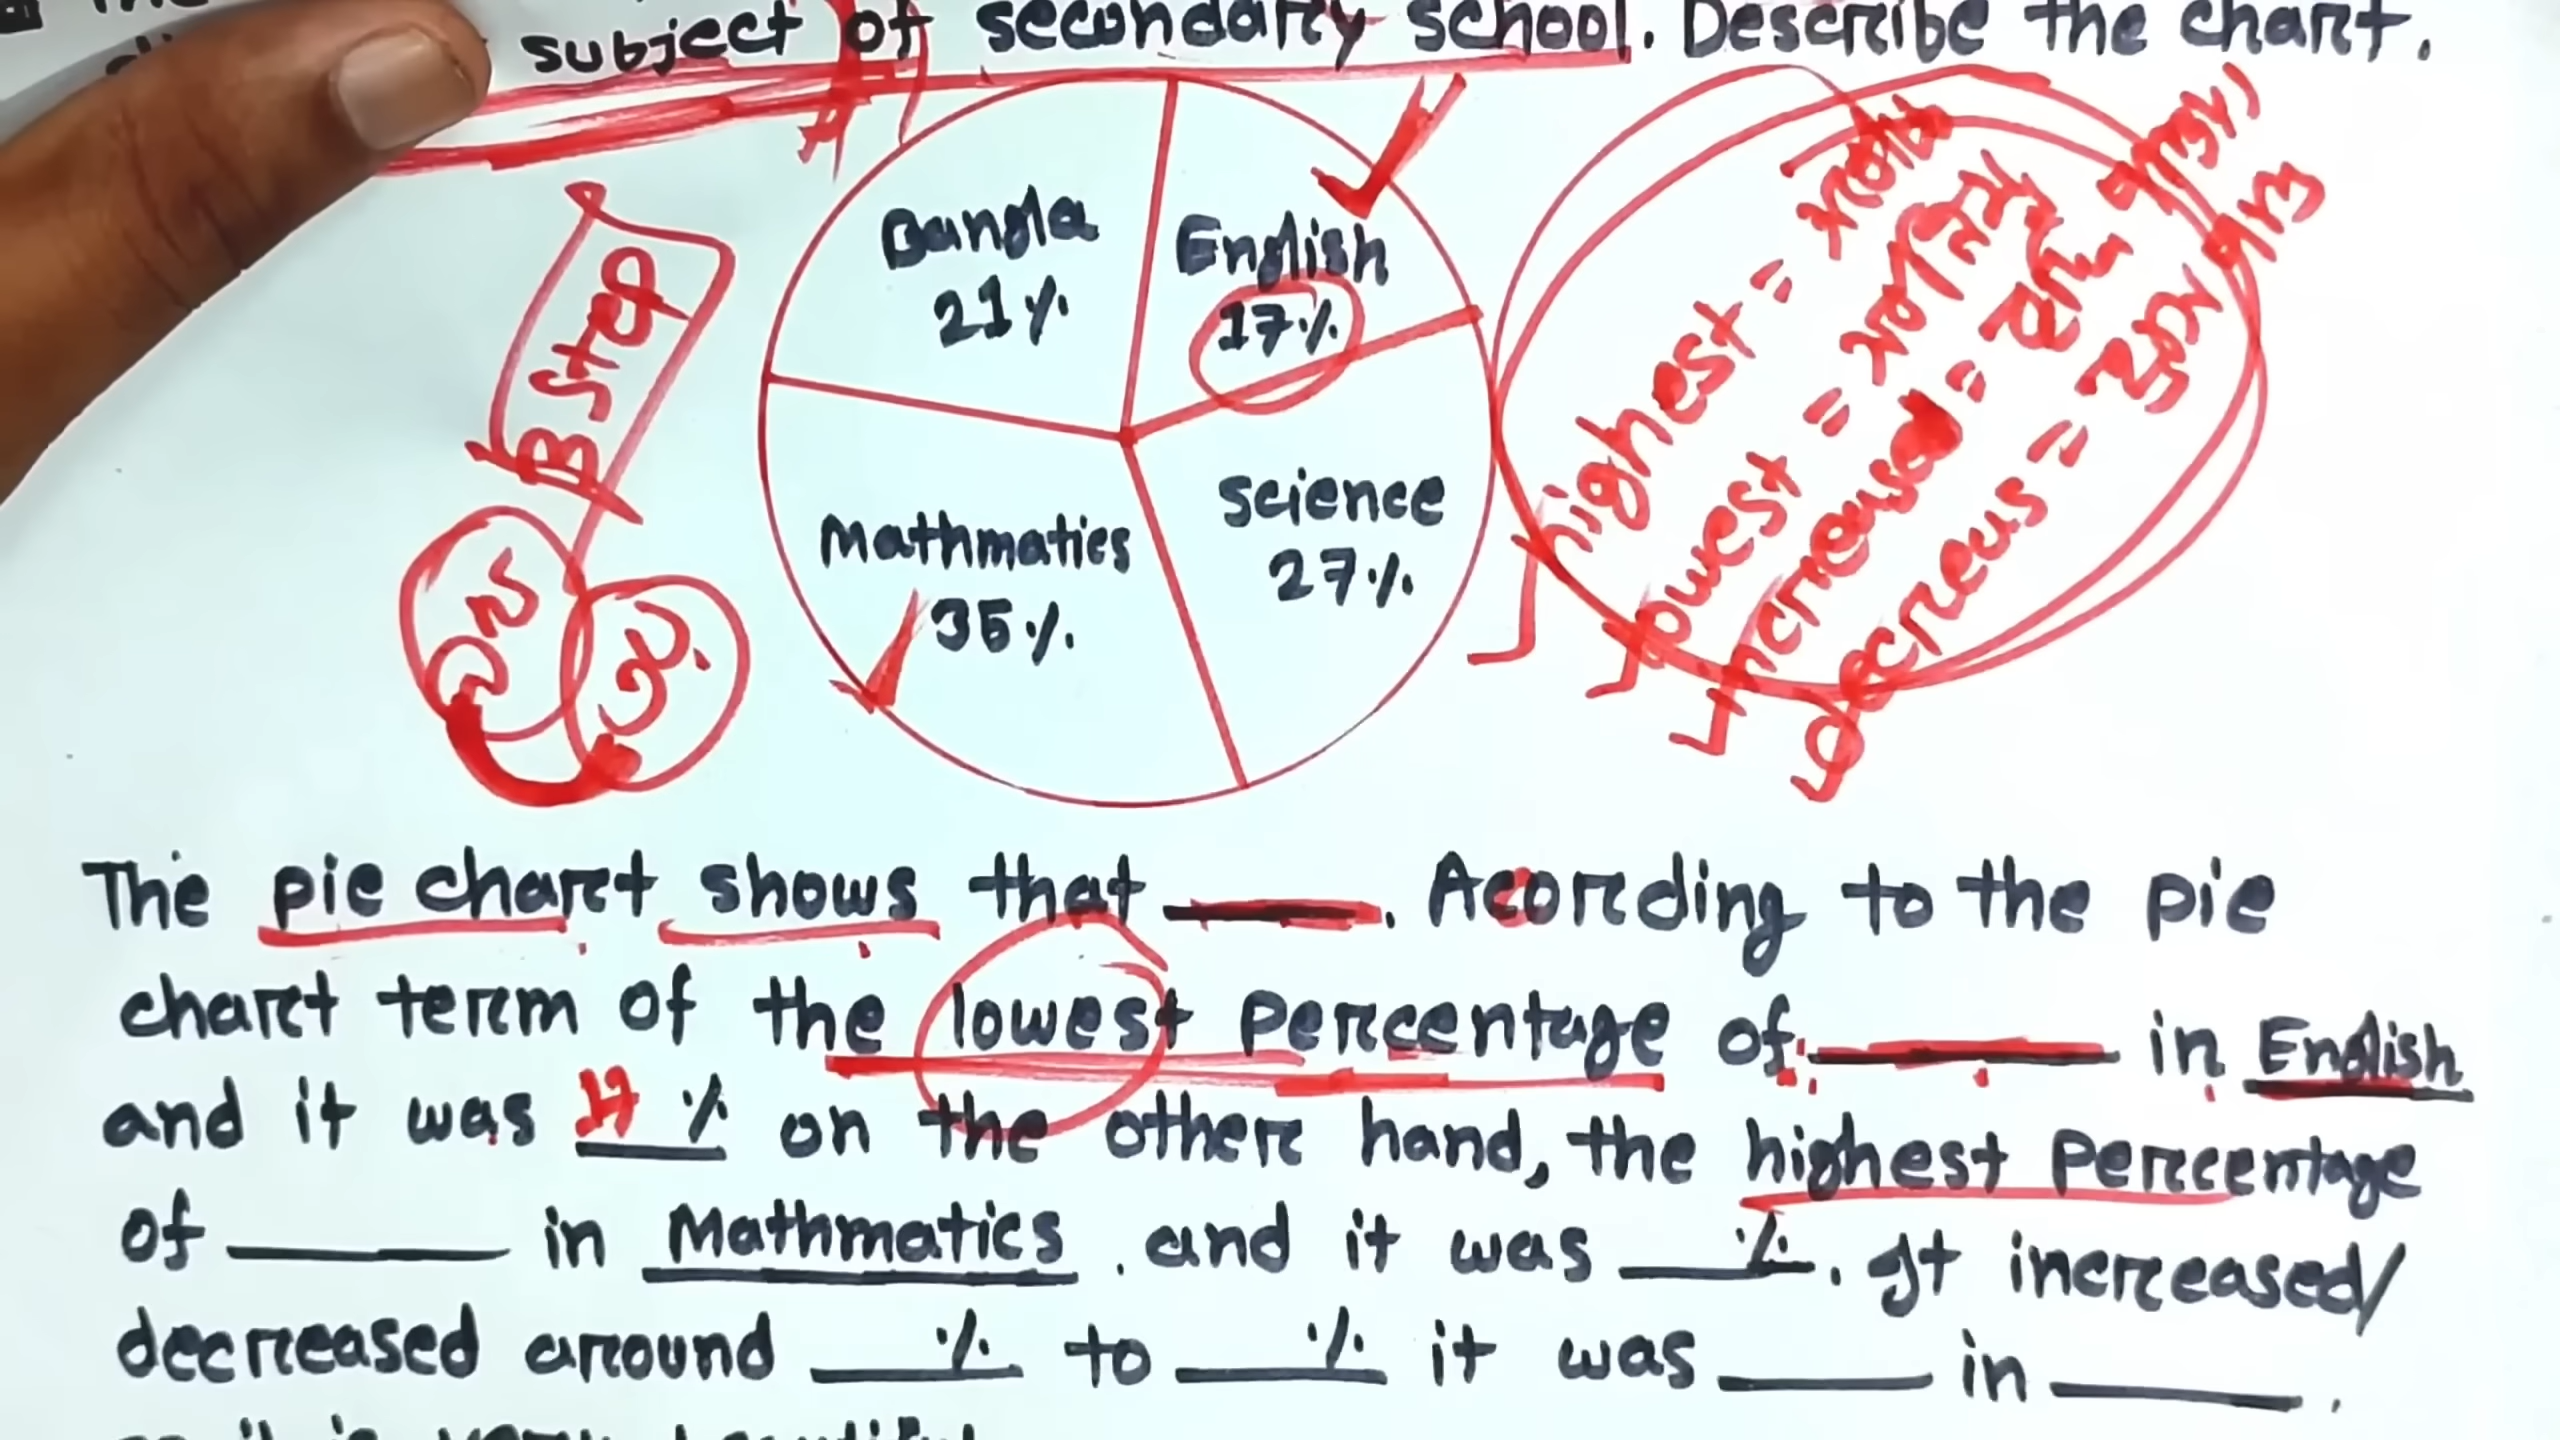 subject of secondary school. Describe the chart.
Bangla
21%
English
17%
Science
27%
Mathmatics
35%
B Step
highest = সর্বোচ্চ
Lowest = সর্বনিম্ন
Increased = বৃদ্ধি পাওয়া
decreus = হ্রাস পাওয়া
The pie chart shows that ____. Acording to the pie
chart term of the lowest percentage of ____ in English
and it was 17 % on the other hand, the highest percentage
of ____ in Mathmatics . and it was ____%. It increased/
decreased around ____% to ____% it was ____ in ____.